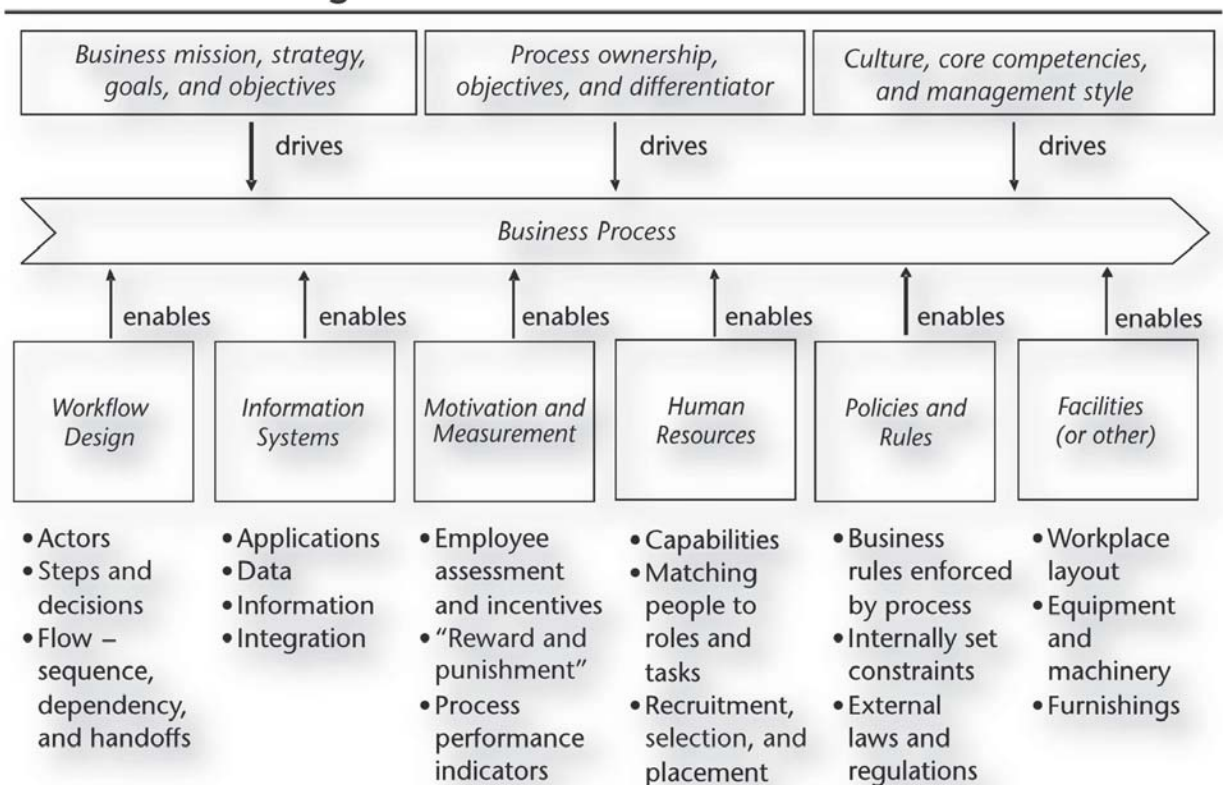 Business mission, strategy,
goals, and objectives
Process ownership,
objectives, and differentiator
Culture, core competencies,
and management style
drives
drives
drives
Business Process
enables
enables
enables
enables
enables
enables
Workflow
Design
Information
Systems
Motivation and
Measurement
Human
Resources
Policies and
Rules
Facilities
(or other)
• Actors
• Steps and
decisions
• Flow –
sequence,
dependency,
and handoffs
• Applications
• Data
• Information
• Integration
• Employee
assessment
and incentives
• “Reward and
punishment”
• Process
performance
indicators
• Capabilities
• Matching
people to
roles and
tasks
• Recruitment,
selection, and
placement
• Business
rules enforced
by process
• Internally set
constraints
• External
laws and
regulations
• Workplace
layout
• Equipment
and
machinery
• Furnishings